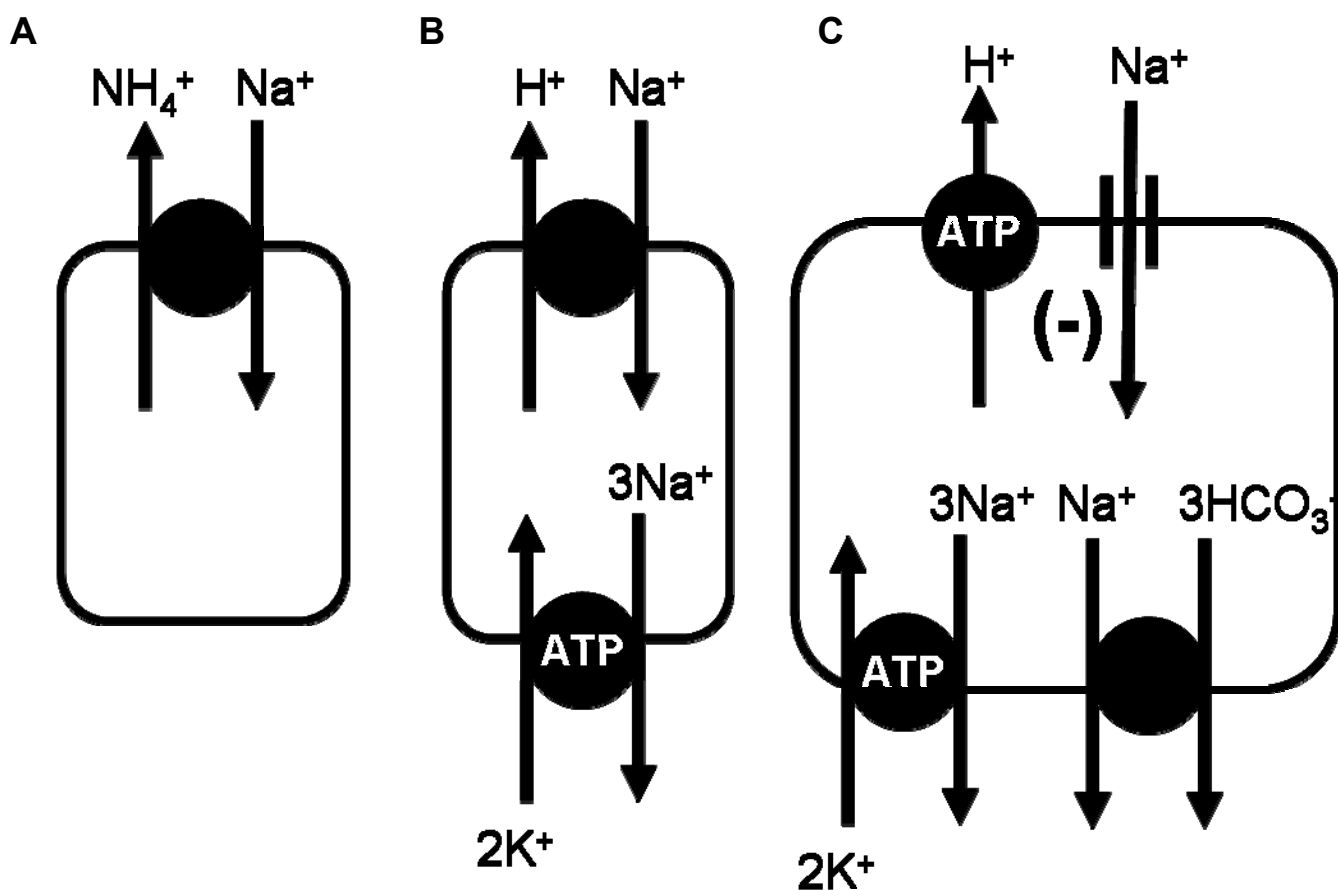 A
NH₄⁺ Na⁺
B
H⁺ Na⁺
3Na⁺
ATP
2K⁺
C
H⁺ Na⁺
ATP
(-)
3Na⁺ Na⁺ 3HCO₃⁻
ATP
2K⁺